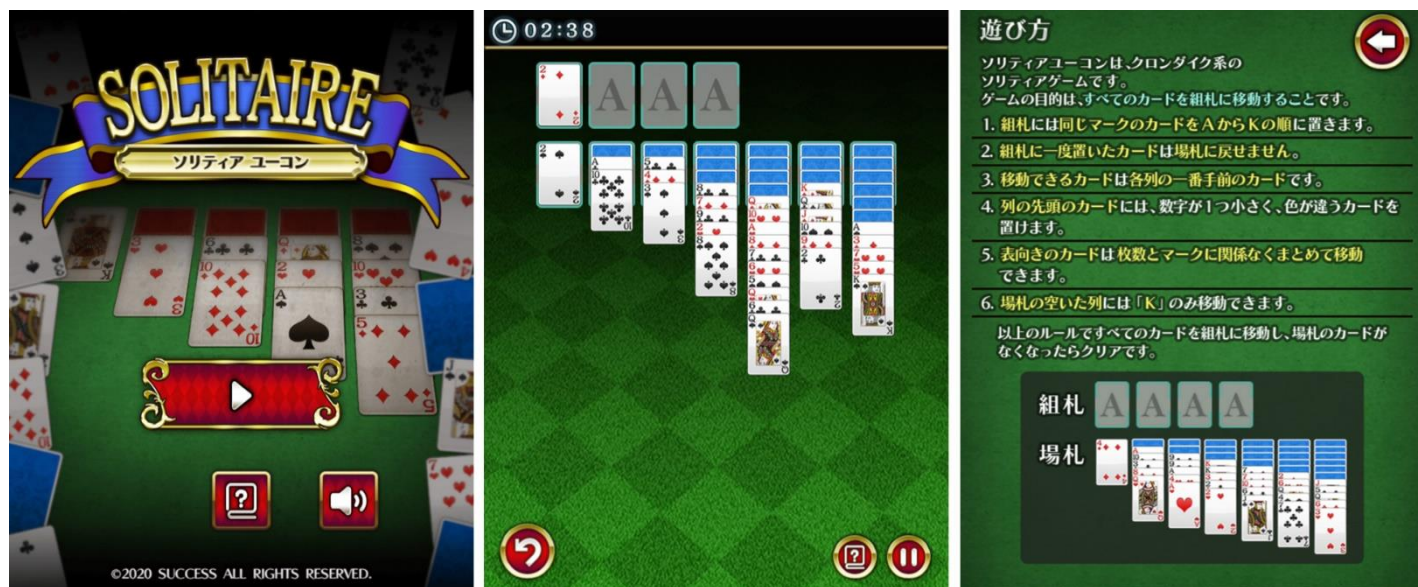 SOLITAIRE
ソリティア ユーコン
©2020 SUCCESS ALL RIGHTS RESERVED.
02:38
A A A
遊び方
ソリティアユーコンは、クロンダイク系の
ソリティアゲームです。
ゲームの目的は、すべてのカードを組札に移動することです。
1. 組札には同じマークのカードをAからKの順に置きます。
2. 組札に一度置いたカードは場札に戻せません。
3. 移動できるカードは各列の一番手前のカードです。
4. 列の先頭のカードには、数字が1つ小さく、色が違うカードを
置けます。
5. 表向きのカードは枚数とマークに関係なくまとめて移動
できます。
6. 場札の空いた列には「K」のみ移動できます。
以上のルールですべてのカードを組札に移動し、場札のカードが
なくなったらクリアです。
組札 A A A A
場札